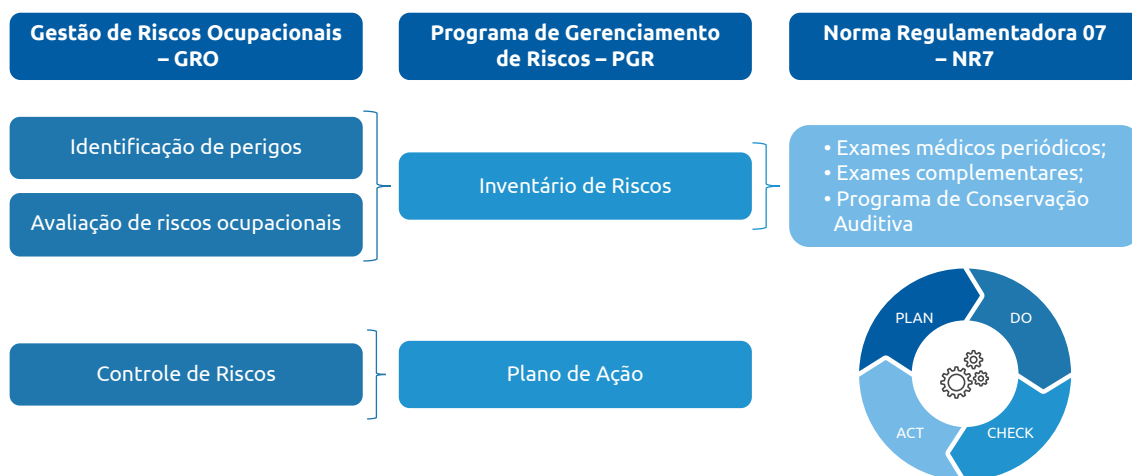 Gestão de Riscos Ocupacionais
– GRO
Programa de Gerenciamento
de Riscos – PGR
Norma Regulamentadora 07
– NR7
Identificação de perigos
Avaliação de riscos ocupacionais
Inventário de Riscos
• Exames médicos periódicos;
• Exames complementares;
• Programa de Conservação
Auditiva
Controle de Riscos
Plano de Ação
PLAN
DO
ACT
CHECK